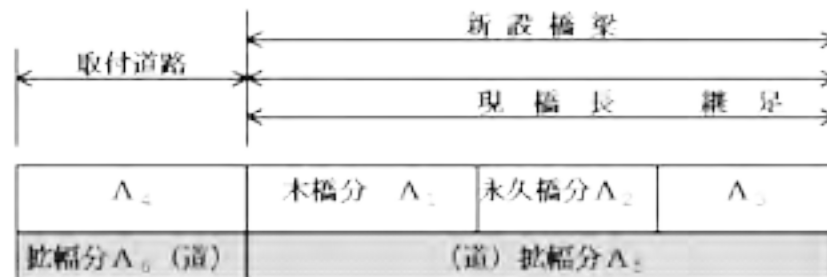 新設橋梁
取付道路
現橋長 継足
A₄ 木橋分 A₁ 永久橋分A₂ A₃
拡幅分A₆(道) (道)拡幅分A₅